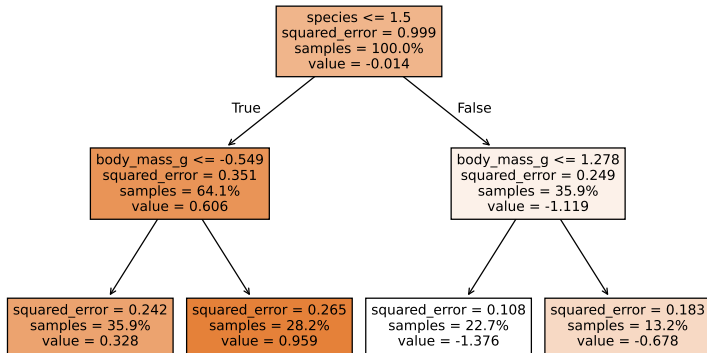 species <= 1.5
squared_error = 0.999
samples = 100.0%
value = -0.014
True
False
body_mass_g <= -0.549
squared_error = 0.351
samples = 64.1%
value = 0.606
body_mass_g <= 1.278
squared_error = 0.249
samples = 35.9%
value = -1.119
squared_error = 0.242
samples = 35.9%
value = 0.328
squared_error = 0.265
samples = 28.2%
value = 0.959
squared_error = 0.108
samples = 22.7%
value = -1.376
squared_error = 0.183
samples = 13.2%
value = -0.678